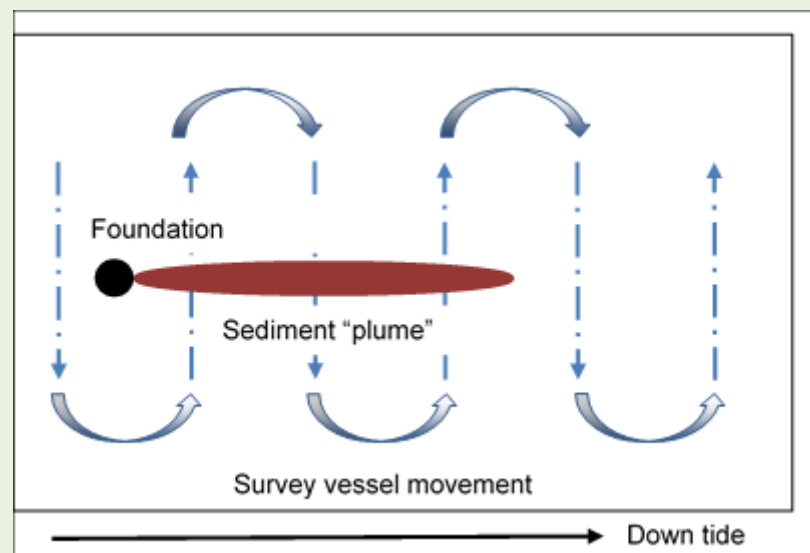 Foundation
Sediment “plume”
Survey vessel movement
Down tide